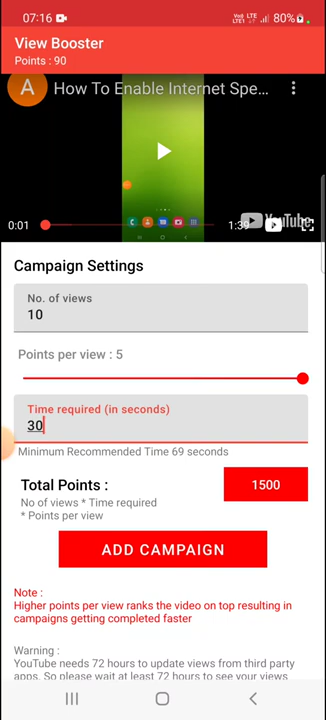 07:16
Vo) LTE
LTE1
80%
View Booster
Points : 90
A
How To Enable Internet Spe...
0:01
1:39
YouTube
Campaign Settings
No. of views
10
Points per view : 5
Time required (in seconds)
30
Minimum Recommended Time 69 seconds
Total Points :
1500
No of views * Time required
* Points per view
ADD CAMPAIGN
Note :
Higher points per view ranks the video on top resulting in
campaigns getting completed faster
Warning :
YouTube needs 72 hours to update views from third party
apps. So please wait at least 72 hours to see your views